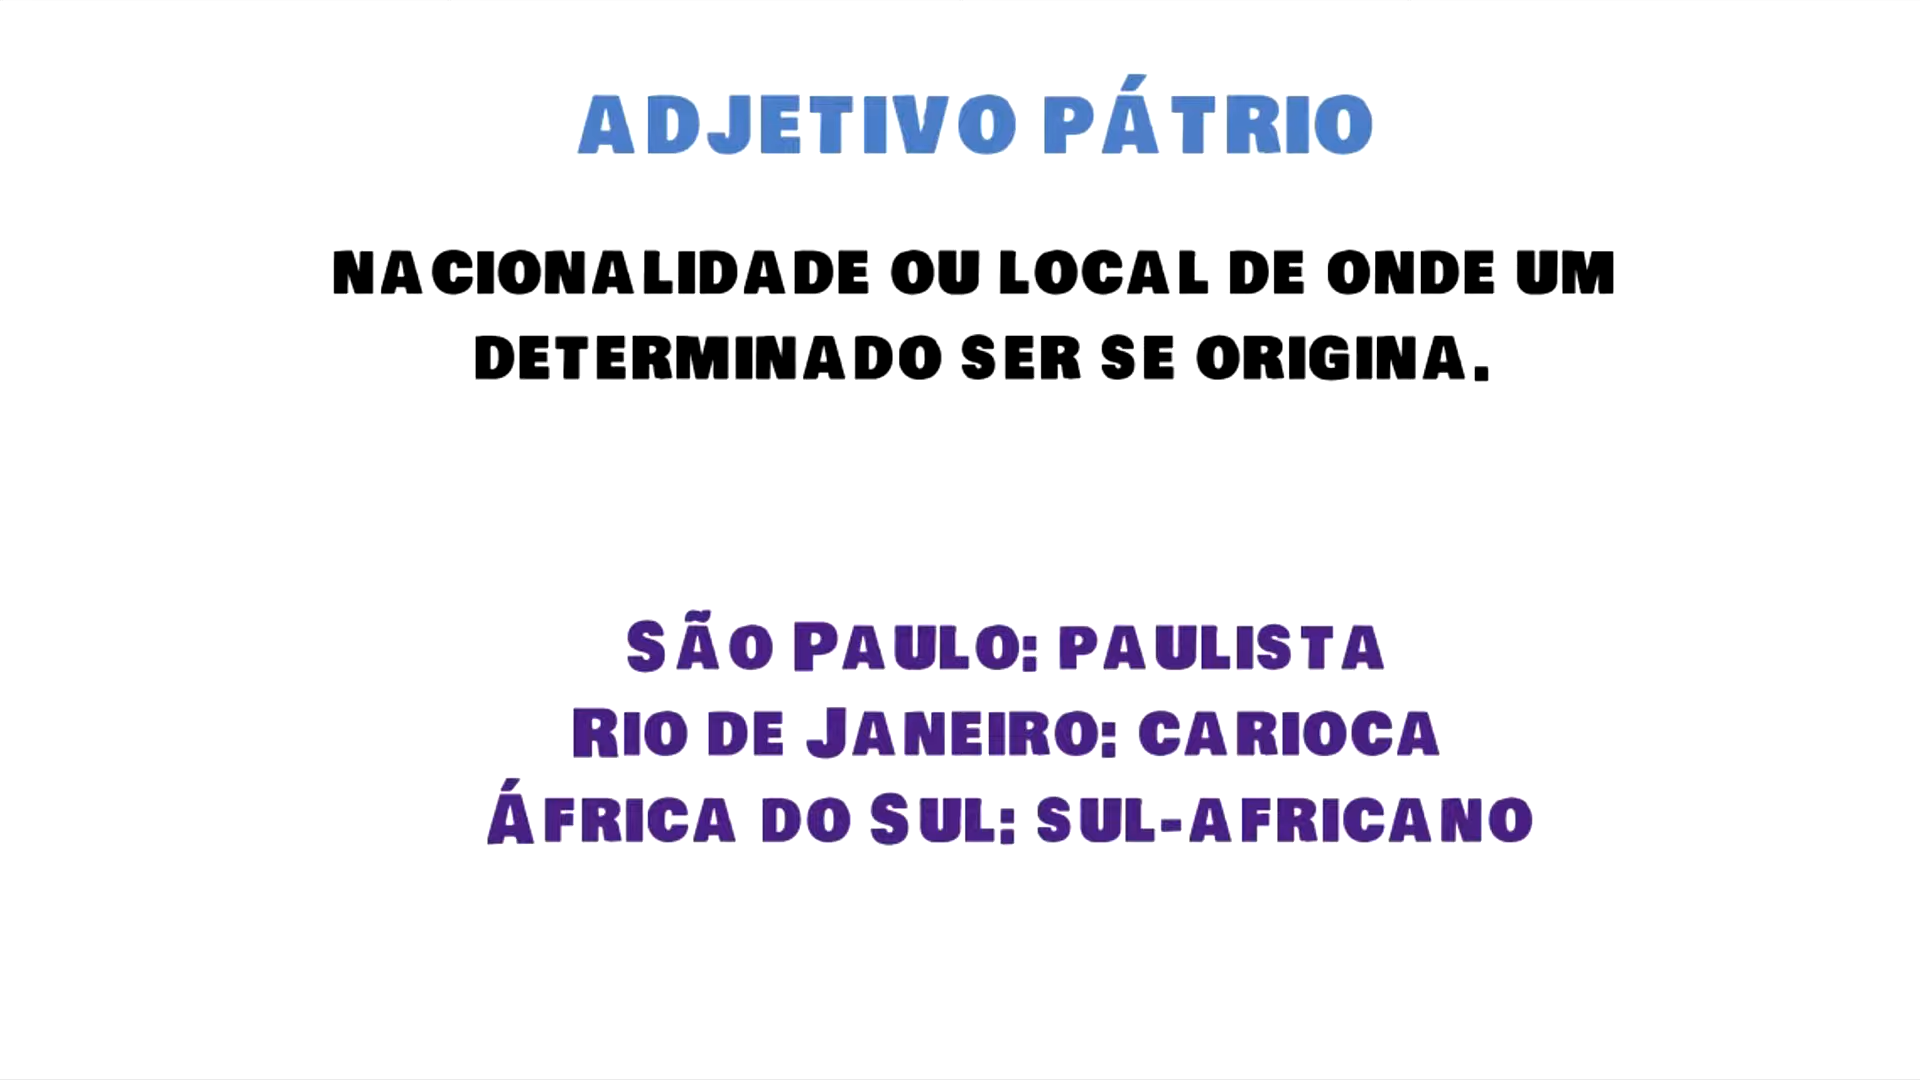 ADJETIVO PÁTRIO
NACIONALIDADE OU LOCAL DE ONDE UM
DETERMINADO SER SE ORIGINA.
SÃO PAULO: PAULISTA
RIO DE JANEIRO: CARIOCA
ÁFRICA DO SUL: SUL-AFRICANO